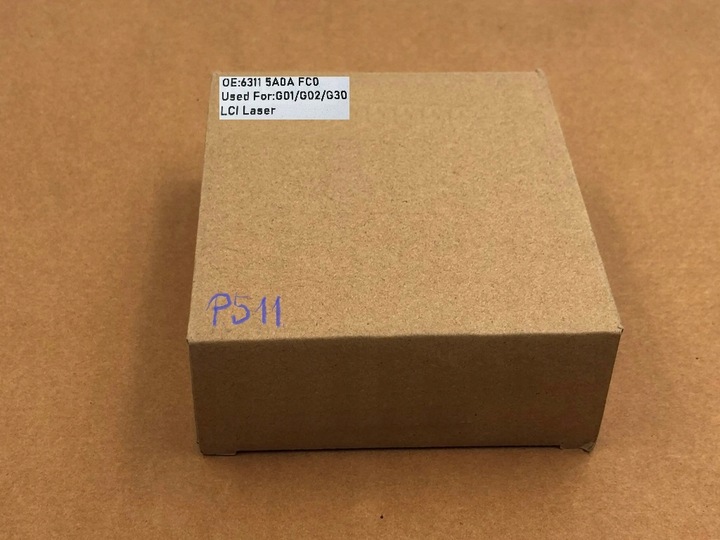 OE:6311 5A0A FC0
Used For:G01/G02/G30
LCI Laser
P511